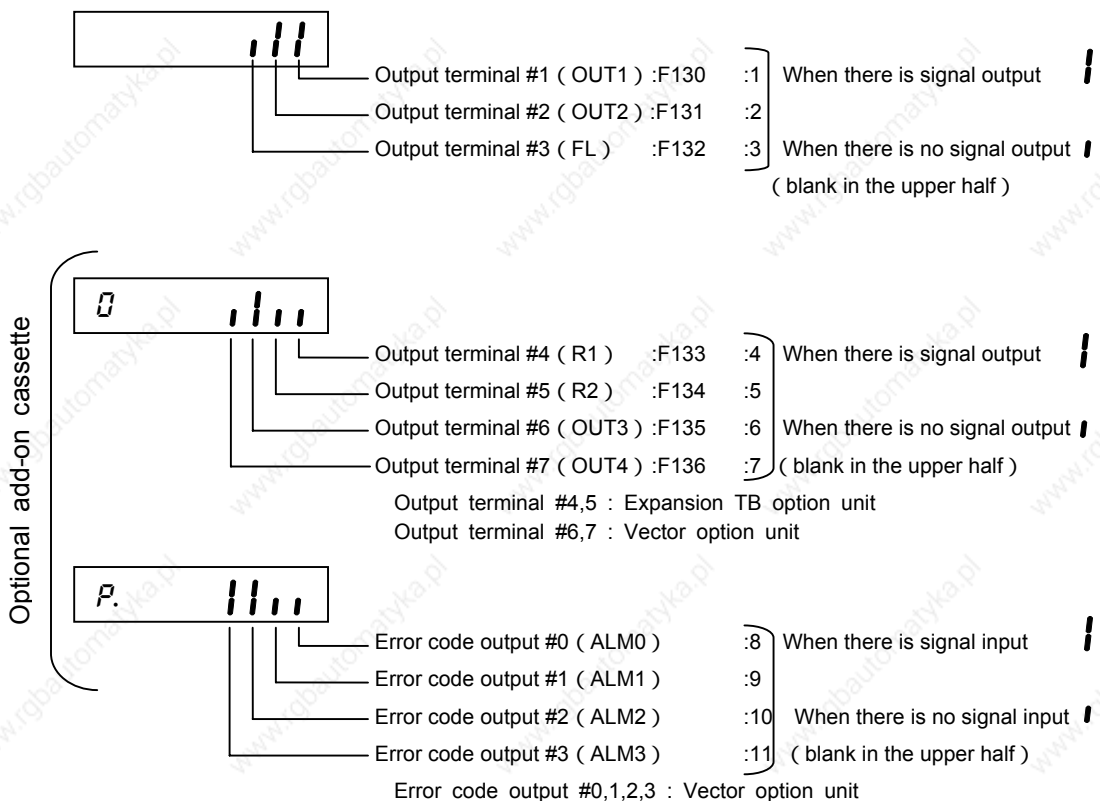 Output terminal #1 ( OUT1 ) :F130 :1 When there is signal output
Output terminal #2 ( OUT2 ) :F131 :2
Output terminal #3 ( FL ) :F132 :3 When there is no signal output
( blank in the upper half )
Optional add-on cassette
0
Output terminal #4 ( R1 ) :F133 :4 When there is signal output
Output terminal #5 ( R2 ) :F134 :5
Output terminal #6 ( OUT3 ) :F135 :6 When there is no signal output
Output terminal #7 ( OUT4 ) :F136 :7 ( blank in the upper half )
Output terminal #4,5 : Expansion TB option unit
Output terminal #6,7 : Vector option unit
P.
Error code output #0 ( ALM0 ) :8 When there is signal input
Error code output #1 ( ALM1 ) :9
Error code output #2 ( ALM2 ) :10 When there is no signal input
Error code output #3 ( ALM3 ) :11 ( blank in the upper half )
Error code output #0,1,2,3 : Vector option unit
www.rgbautomatyka.pl